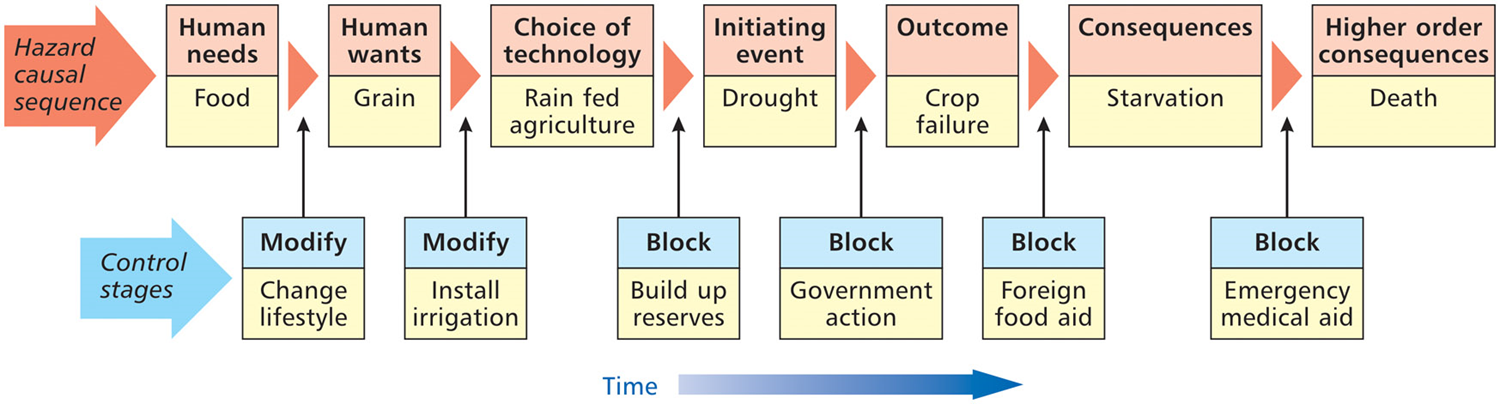 Hazard
causal
sequence
Human
needs
Food
Human
wants
Grain
Choice of
technology
Rain fed
agriculture
Initiating
event
Drought
Outcome
Crop
failure
Consequences
Starvation
Higher order
consequences
Death
Control
stages
Modify
Change
lifestyle
Modify
Install
irrigation
Block
Build up
reserves
Block
Government
action
Block
Foreign
food aid
Block
Emergency
medical aid
Time